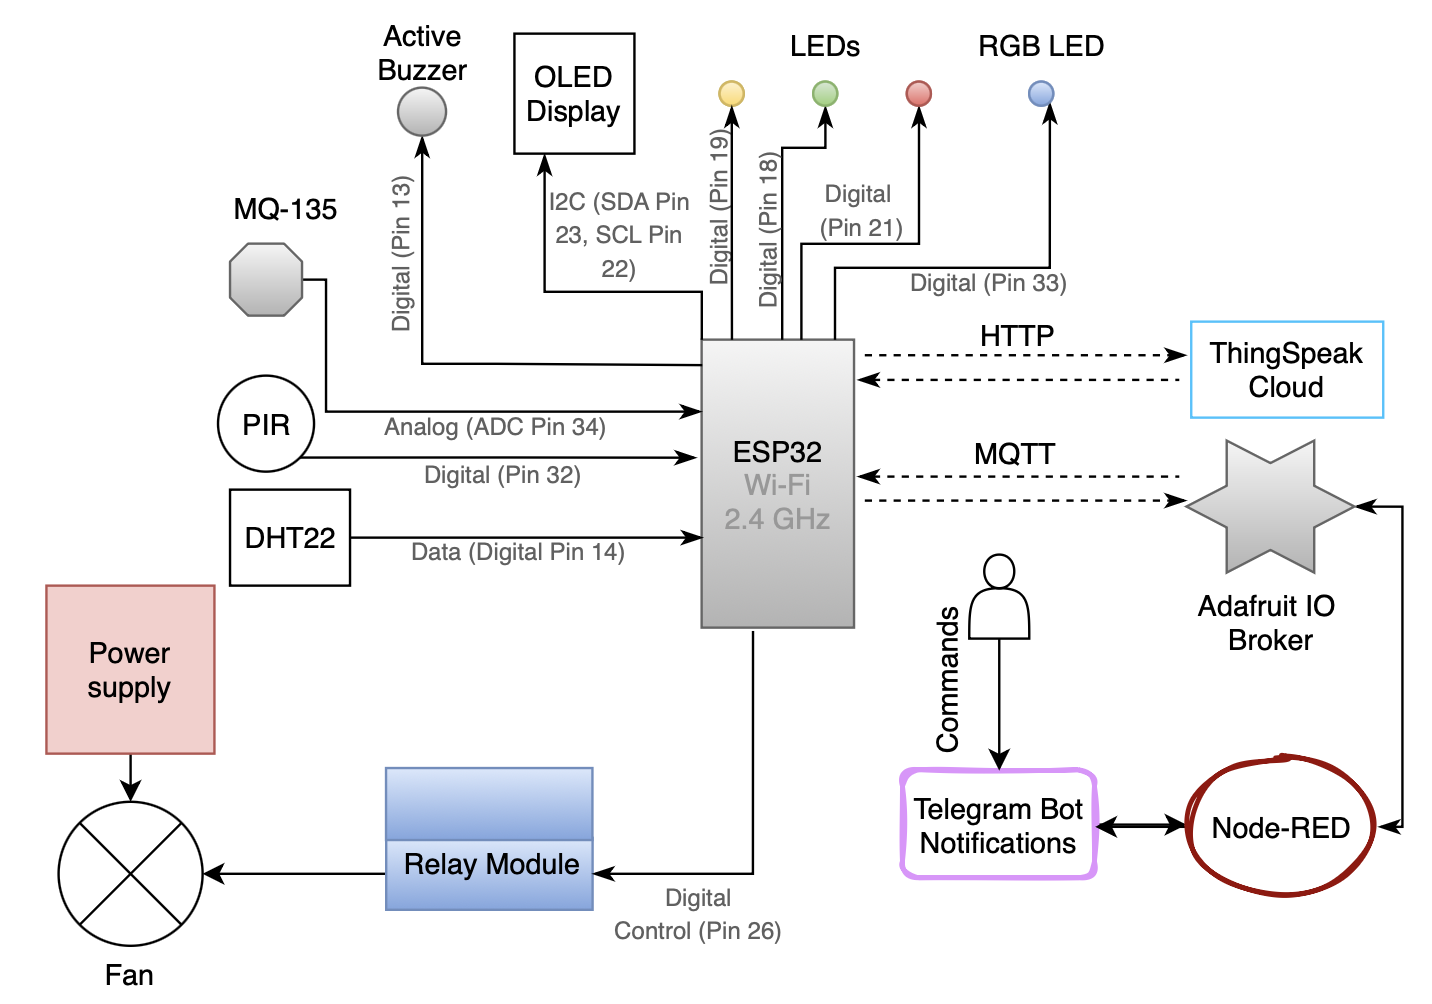 Active
Buzzer
OLED
Display
LEDs
RGB LED
MQ-135
Digital (Pin 13)
I2C (SDA Pin
23, SCL Pin
22)
Digital (Pin 19)
Digital (Pin 18)
Digital
(Pin 21)
Digital (Pin 33)
HTTP
ThingSpeak
Cloud
PIR
Analog (ADC Pin 34)
Digital (Pin 32)
ESP32
Wi-Fi
2.4 GHz
MQTT
DHT22
Data (Digital Pin 14)
Adafruit IO
Broker
Power
supply
Commands
Telegram Bot
Notifications
Node-RED
Relay Module
Digital
Control (Pin 26)
Fan